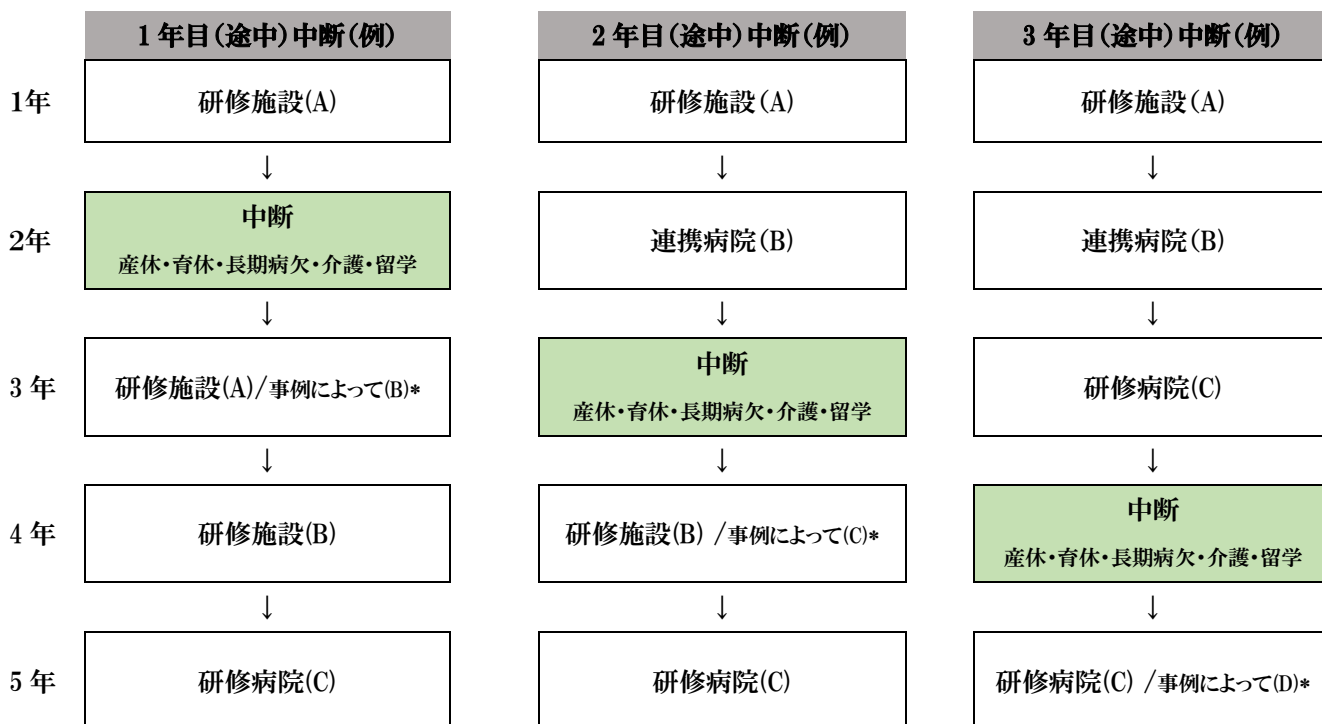 1年目(途中)中断(例)
2年目(途中)中断(例)
3年目(途中)中断(例)
1年
研修施設(A)
研修施設(A)
研修施設(A)
↓
↓
↓
2年
中断
産休・育休・長期病欠・介護・留学
連携病院(B)
連携病院(B)
↓
↓
↓
3年
研修施設(A)/事例によって(B)*
中断
産休・育休・長期病欠・介護・留学
研修病院(C)
↓
↓
↓
4年
研修施設(B)
研修施設(B) /事例によって(C)*
中断
産休・育休・長期病欠・介護・留学
↓
↓
↓
5年
研修病院(C)
研修病院(C)
研修病院(C) /事例によって(D)*